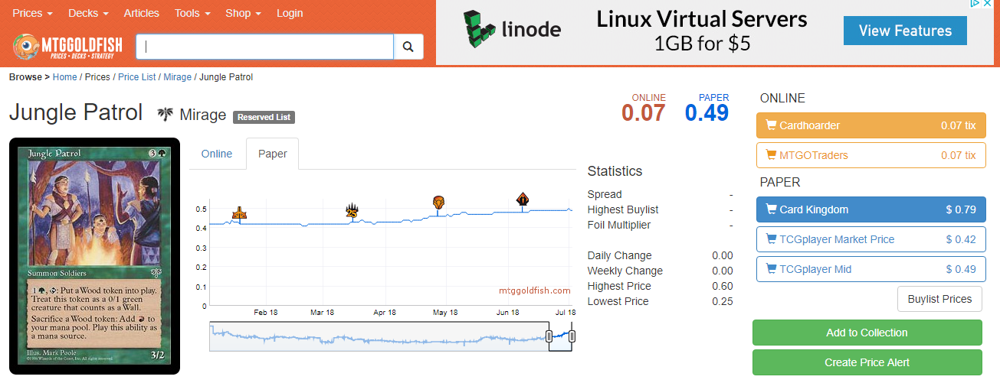 Prices Decks Articles Tools Shop Login
MTGGOLDFISH
PRICES • DECKS • STRATEGY
linode
Linux Virtual Servers
1GB for $5
View Features
Browse > Home / Prices / Price List / Mirage / Jungle Patrol
Jungle Patrol Mirage Reserved List
ONLINE
0.07
PAPER
0.49
Jungle Patrol 3
Summon Soldiers
1 , : Put a Wood token into play.
Treat this token as a 0/1 green
creature that counts as a Wall.
Sacrifice a Wood token: Add to
your mana pool. Play this ability as
a mana source.
Illus. Mark Poole
©1996 Wizards of the Coast, Inc. All rights reserved.
3/2
Online Paper
0.5
0.4
0.3
0.2
0.1
0
25
Feb 18 Mar 18 Apr 18 May 18 Jun 18 Jul 18
mtggoldfish.com
Statistics
Spread -
Highest Buylist -
Foil Multiplier -
Daily Change 0.00
Weekly Change 0.00
Highest Price 0.60
Lowest Price 0.25
ONLINE
Cardhoarder 0.07 tix
MTGOTraders 0.07 tix
PAPER
Card Kingdom $ 0.79
TCGplayer Market Price $ 0.42
TCGplayer Mid $ 0.49
Buylist Prices
Add to Collection
Create Price Alert